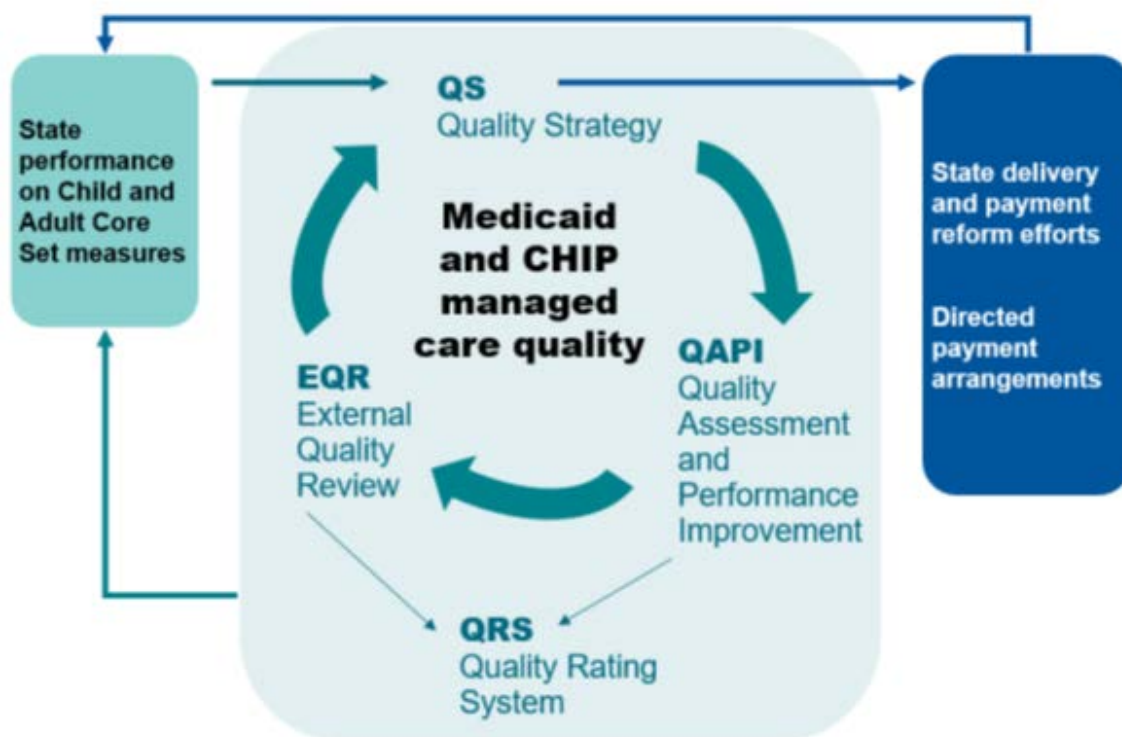 State
performance
on Child and
Adult Core
Set measures
QS
Quality Strategy
Medicaid
and CHIP
managed
care quality
EQR
External
Quality
Review
QAPI
Quality
Assessment
and
Performance
Improvement
QRS
Quality Rating
System
State delivery
and payment
reform efforts
Directed
payment
arrangements